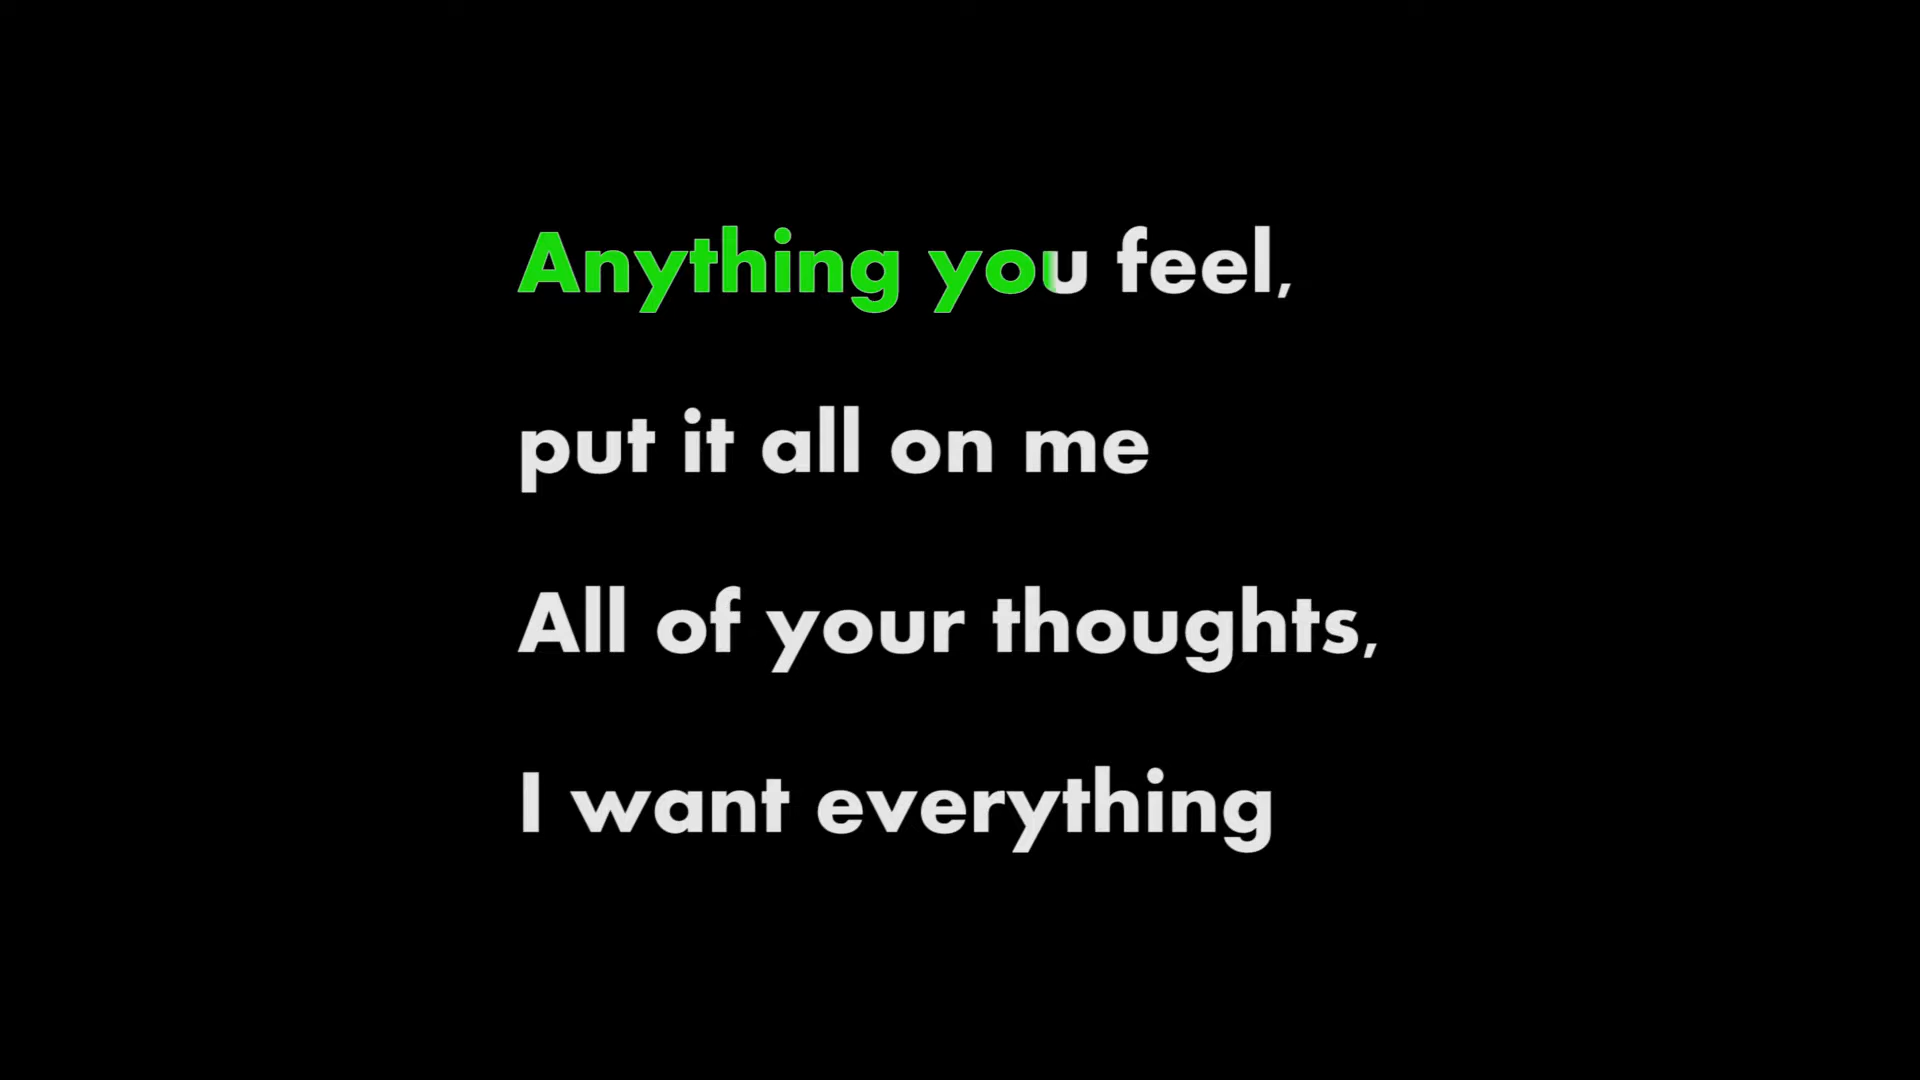 Anything you feel,
put it all on me
All of your thoughts,
I want everything